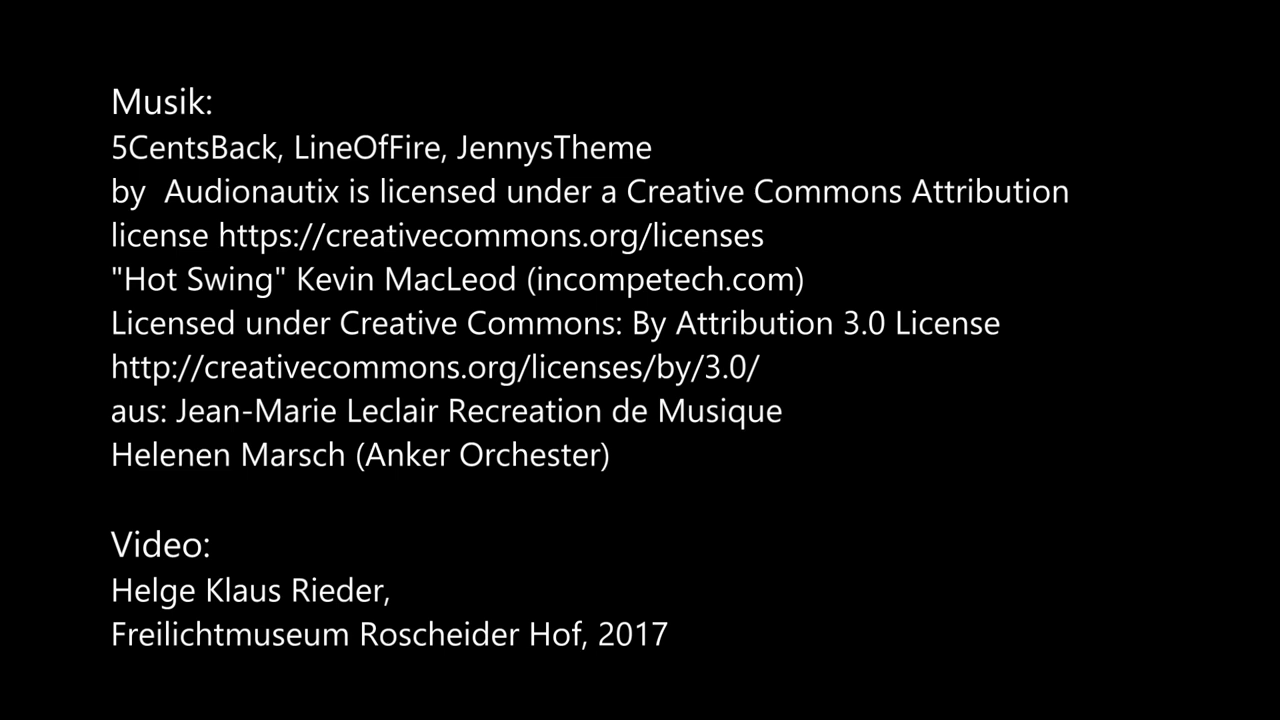 Musik:
5CentsBack, LineOfFire, JennysTheme
by  Audionautix is licensed under a Creative Commons Attribution
license https://creativecommons.org/licenses
"Hot Swing" Kevin MacLeod (incompetech.com)
Licensed under Creative Commons: By Attribution 3.0 License
http://creativecommons.org/licenses/by/3.0/
aus: Jean-Marie Leclair Recreation de Musique
Helenen Marsch (Anker Orchester)
Video:
Helge Klaus Rieder,
Freilichtmuseum Roscheider Hof, 2017